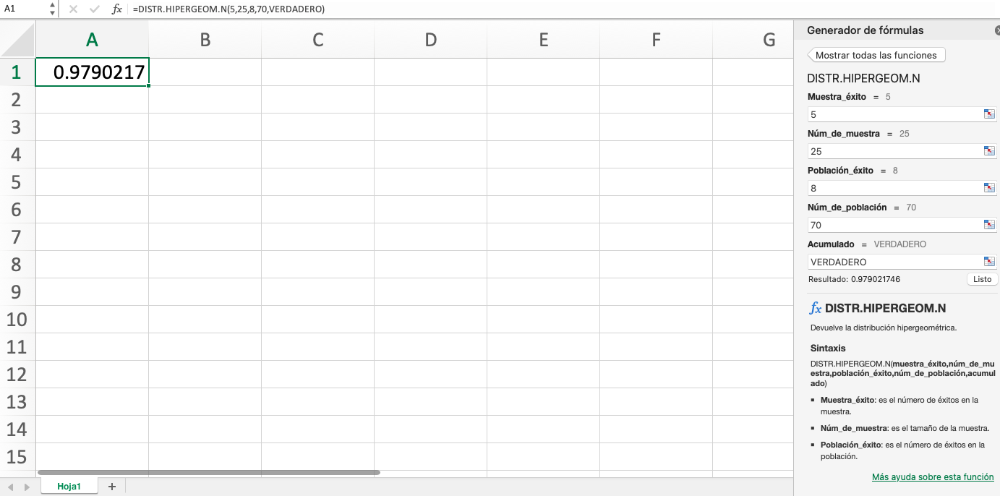 A1
fx
=DISTR.HIPERGEOM.N(5,25,8,70,VERDADERO)
A B C D E F G
1 0.9790217
2
3
4
5
6
7
8
9
10
11
12
13
14
15
Hoja1 +
Generador de fórmulas
Mostrar todas las funciones
DISTR.HIPERGEOM.N
Muestra_éxito = 5
5
Núm_de_muestra = 25
25
Población_éxito = 8
8
Núm_de_población = 70
70
Acumulado = VERDADERO
VERDADERO
Resultado: 0.979021746 Listo
fx DISTR.HIPERGEOM.N
Devuelve la distribución hipergeométrica.
Sintaxis
DISTR.HIPERGEOM.N(muestra_éxito,núm_de_mu
estra,población_éxito,núm_de_población,acumul
ado)
▪ Muestra_éxito: es el número de éxitos en la
muestra.
▪ Núm_de_muestra: es el tamaño de la muestra.
▪ Población_éxito: es el número de éxitos en la
población.
Más ayuda sobre esta función